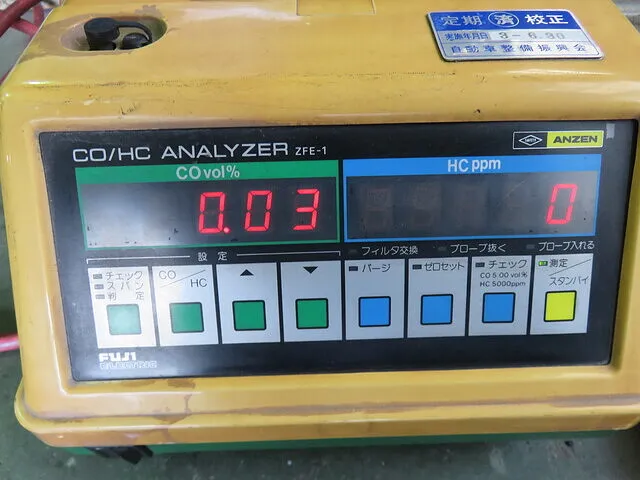 定期 済 校正
実施年月日 3-6.30
自動車整備振興会
CO/HC ANALYZER ZFE-1
ANZEN
CO vol%
HC ppm
0.03
0
設定
フィルタ交換
プローブ抜く
プローブ入れる
チェック
スパン
判定
CO/HC
▲
▼
パージ
ゼロセット
チェック
CO 5.00 vol%
HC 5000ppm
測定/スタンバイ
FUJI
ELECTRIC